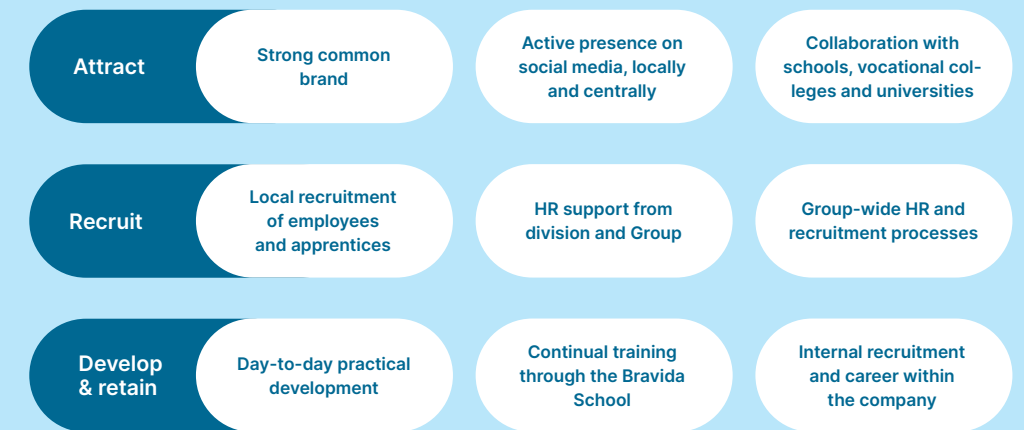 Attract
Strong common
brand
Active presence on
social media, locally
and centrally
Collaboration with
schools, vocational col-
leges and universities
Recruit
Local recruitment
of employees
and apprentices
HR support from
division and Group
Group-wide HR and
recruitment processes
Develop
& retain
Day-to-day practical
development
Continual training
through the Bravida
School
Internal recruitment
and career within
the company